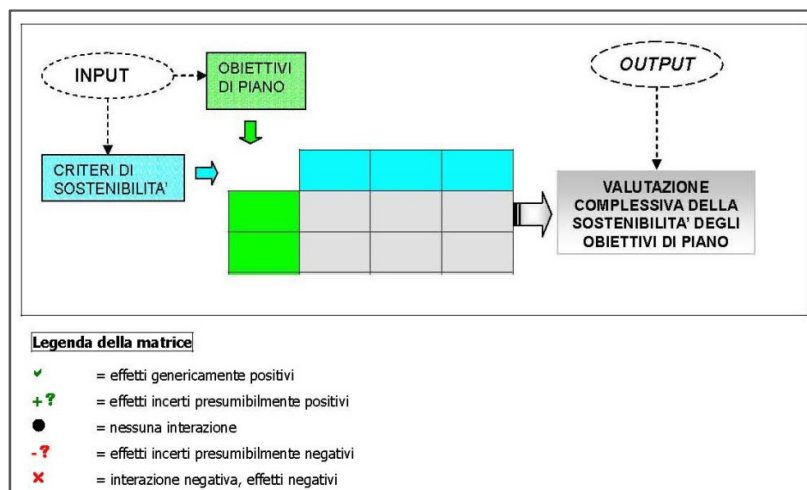 INPUT
OBIETTIVI
DI PIANO
OUTPUT
CRITERI DI
SOSTENIBILITA'
VALUTAZIONE
COMPLESSIVA DELLA
SOSTENIBILITA' DEGLI
OBIETTIVI DI PIANO
Legenda della matrice
✓ = effetti genericamente positivi
+? = effetti incerti presumibilmente positivi
● = nessuna interazione
-? = effetti incerti presumibilmente negativi
✗ = interazione negativa, effetti negativi